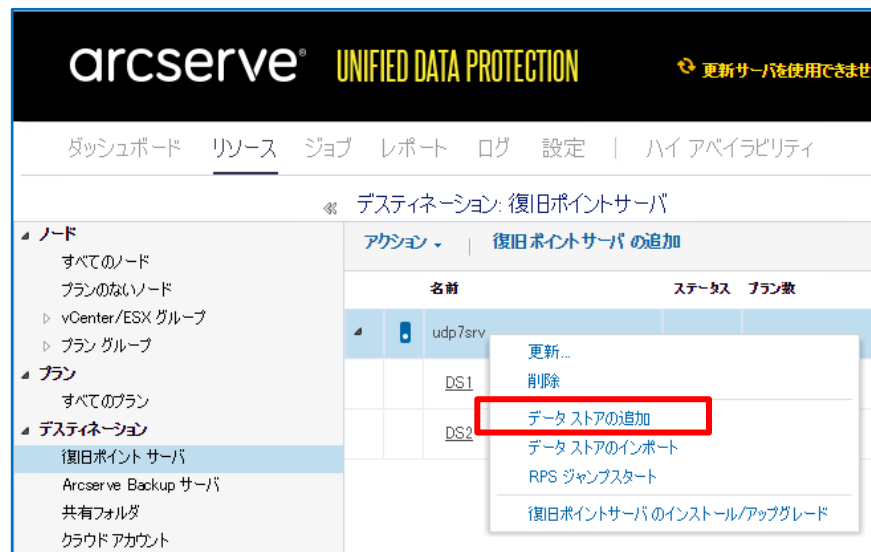 arcserve® UNIFIED DATA PROTECTION
更新サーバを使用できませ
ダッシュボード リソース ジョブ レポート ログ 設定 | ハイ アベイラビリティ
デスティネーション: 復旧ポイントサーバ
アクション | 復旧ポイントサーバ の追加
名前 ステータス プラン数
ノード
すべてのノード
プランのないノード
vCenter/ESX グループ
プラン グループ
プラン
すべてのプラン
デスティネーション
復旧ポイント サーバ
Arcserve Backup サーバ
共有フォルダ
クラウド アカウント
udp7srv
DS1
DS2
更新...
削除
データ ストアの追加
データ ストアのインポート
RPS ジャンプスタート
復旧ポイントサーバ のインストール/アップグレード